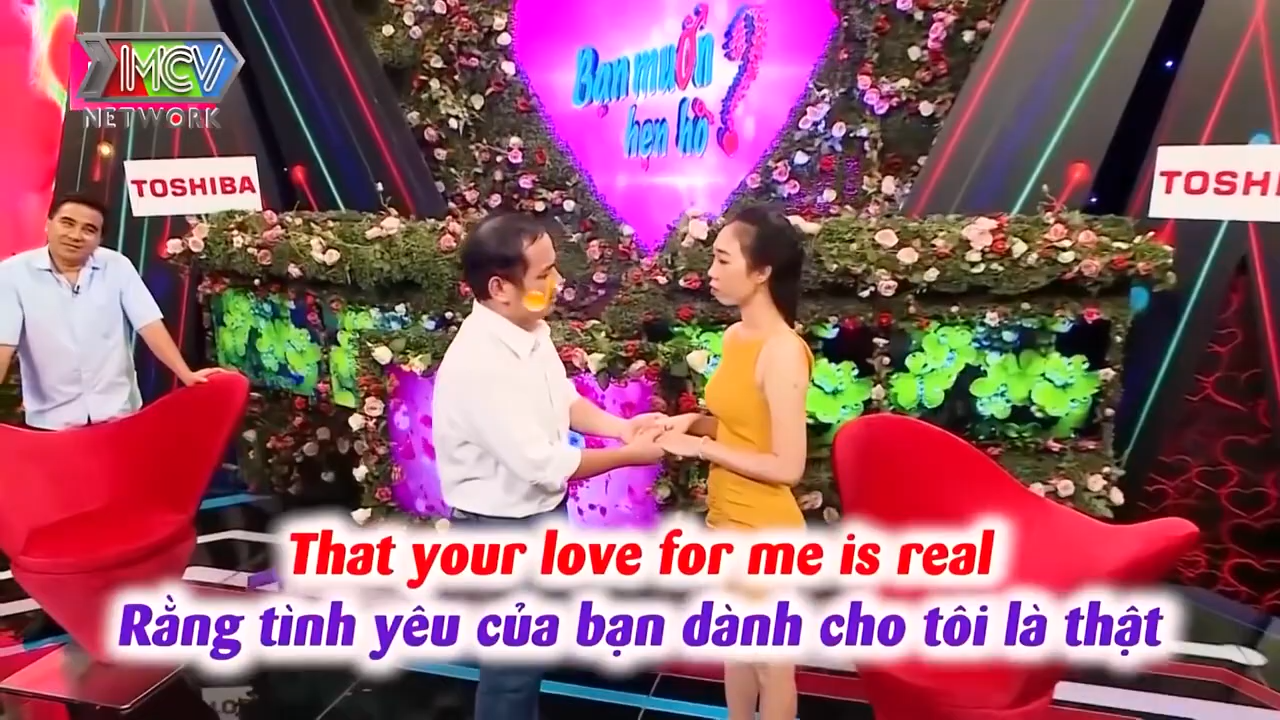 MCV
NETWORK
Bạn muốn
hẹn hò?
TOSHIBA
TOSHI
That your love for me is real
Rằng tình yêu của bạn dành cho tôi là thật